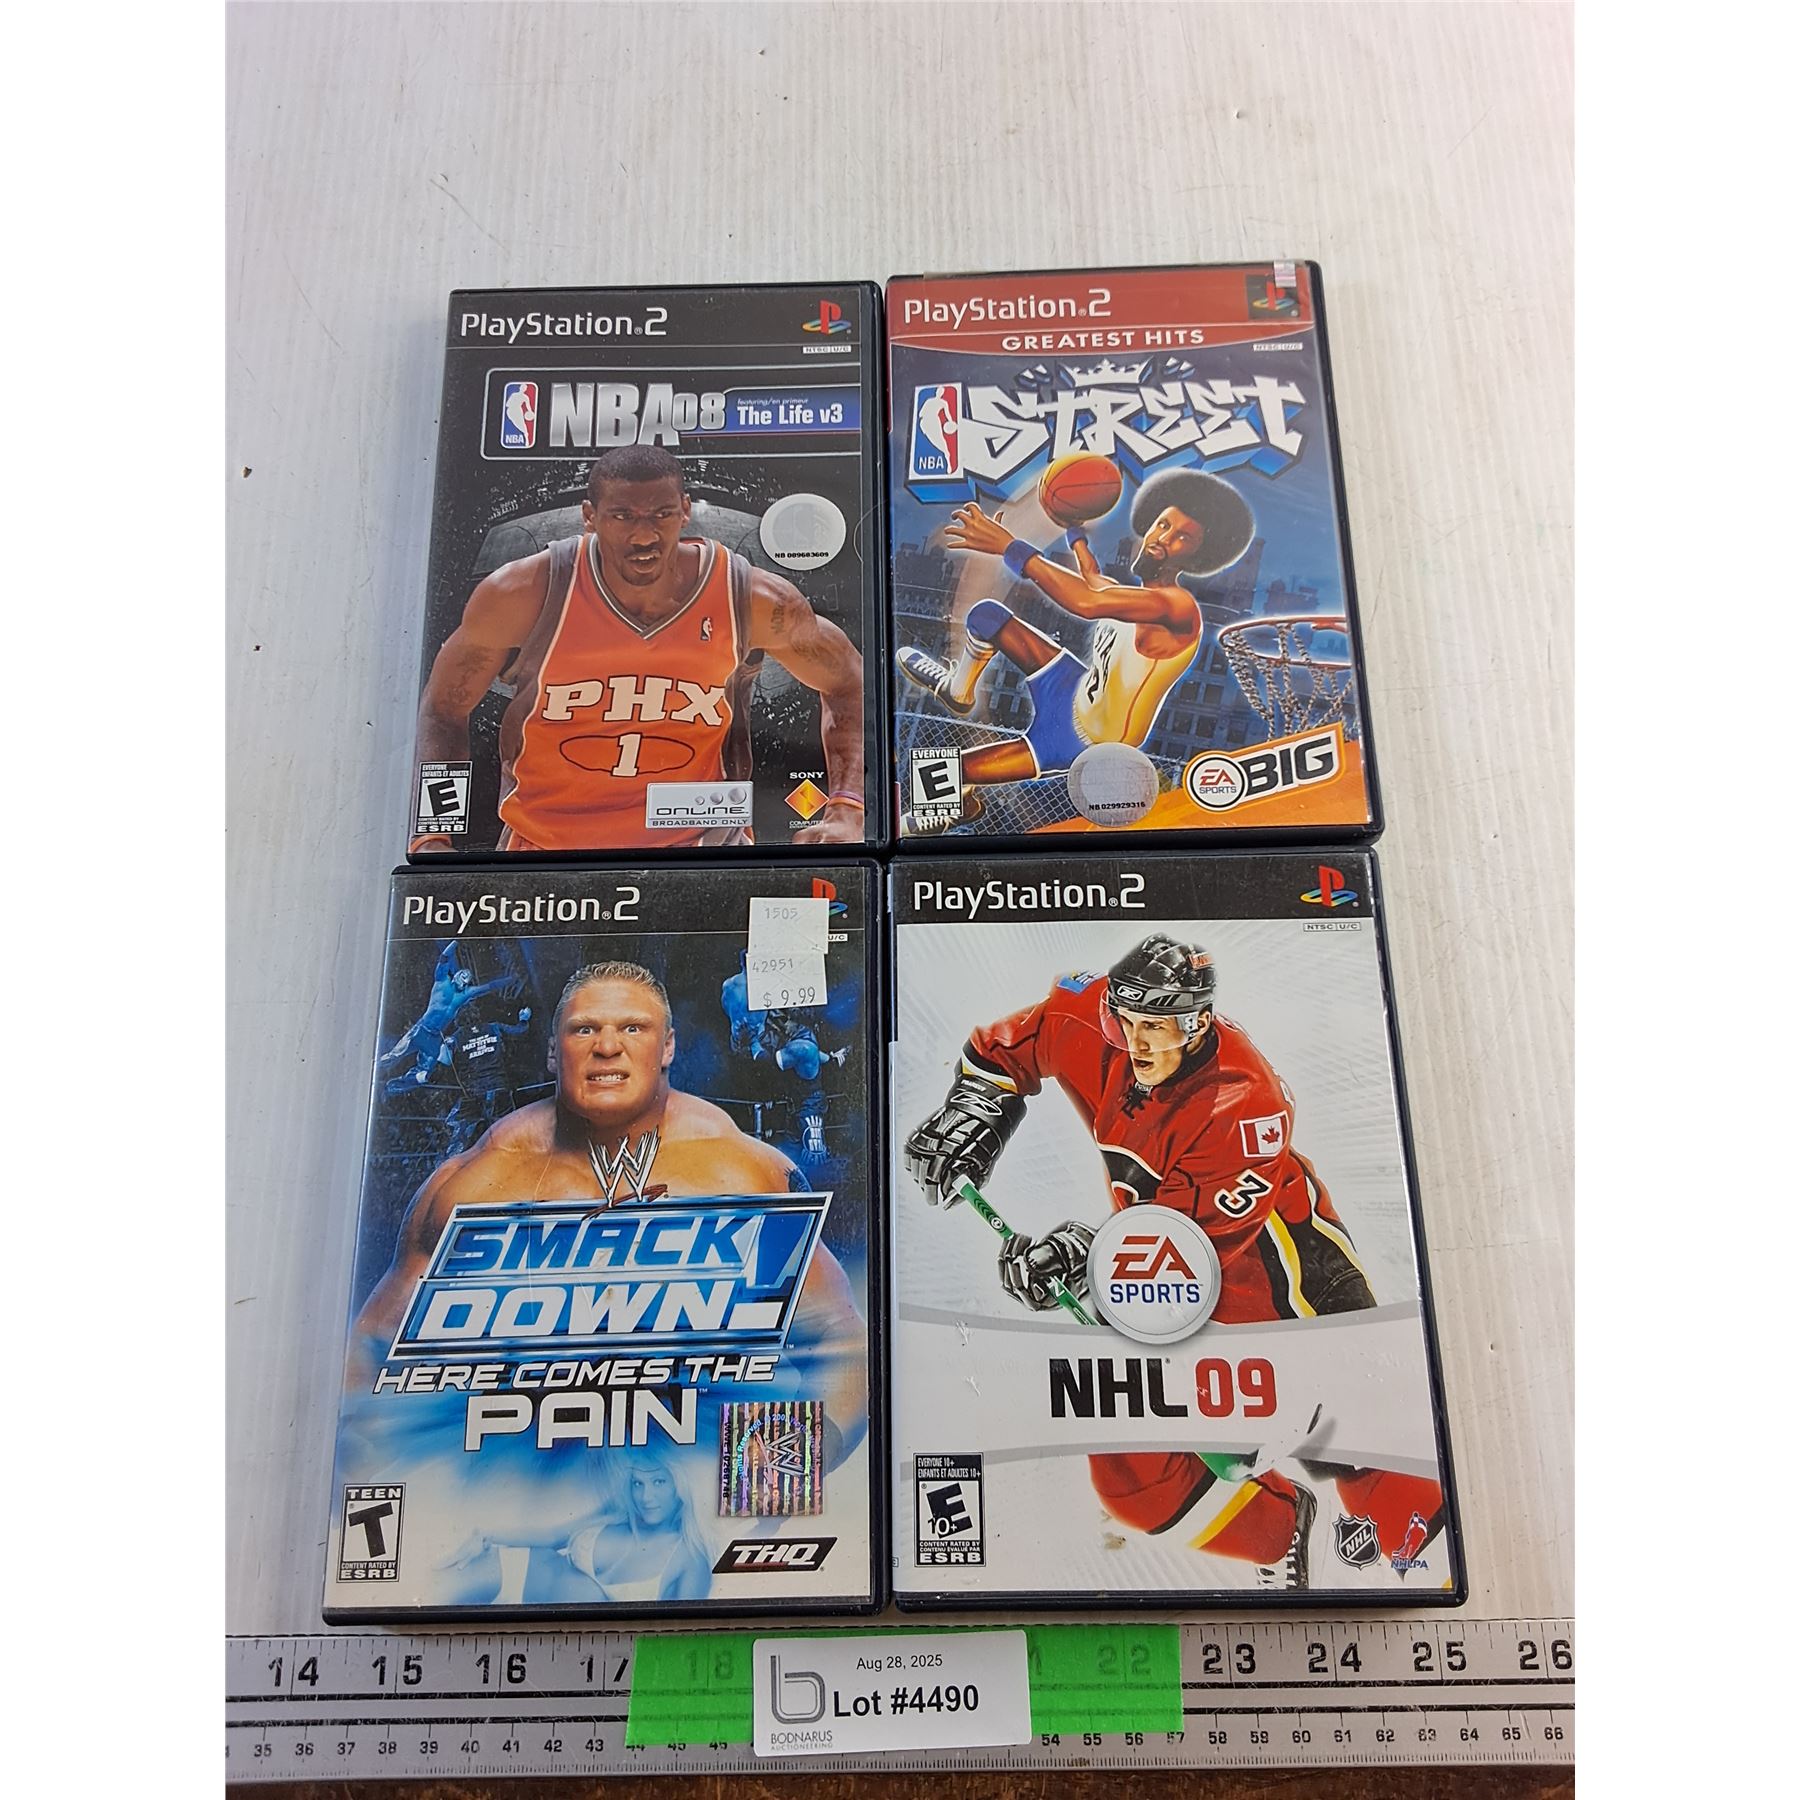 PlayStation®2
NTSC U/C
NBA
NBA 08
featuring/en primeur
The Life v3
NB 089683609
PHX
1
EVERYONE
ENFANTS ET ADULTES
E
CONTENT RATED BY
ESRB
ONLINE
BROADBAND ONLY
SONY
COMPUTER
PlayStation®2
GREATEST HITS
NTSC U/C
NBA
STREET
NB 029929316
EVERYONE
E
CONTENT RATED BY
ESRB
EA SPORTS
BIG
PlayStation®2
1505
U/C
42951
$ 9.99
W
SMACK
DOWN!
HERE COMES THE
PAIN™
TEEN
T
CONTENT RATED BY
ESRB
THQ
PlayStation®2
NTSC U/C
3
EA
SPORTS™
NHL 09
EVERYONE 10+
ENFANTS ET ADULTES 10+
E
10+
CONTENT RATED BY
ESRB
NHL
NHLPA
14 15 16 17 18 22 23 24 25 26
Aug 28, 2025
Lot #4490
BODNARUS
AUCTIONEERING
35 36 37 38 39 40 41 42 43 44 45 46 54 55 56 57 58 59 60 61 62 63 64 65 66